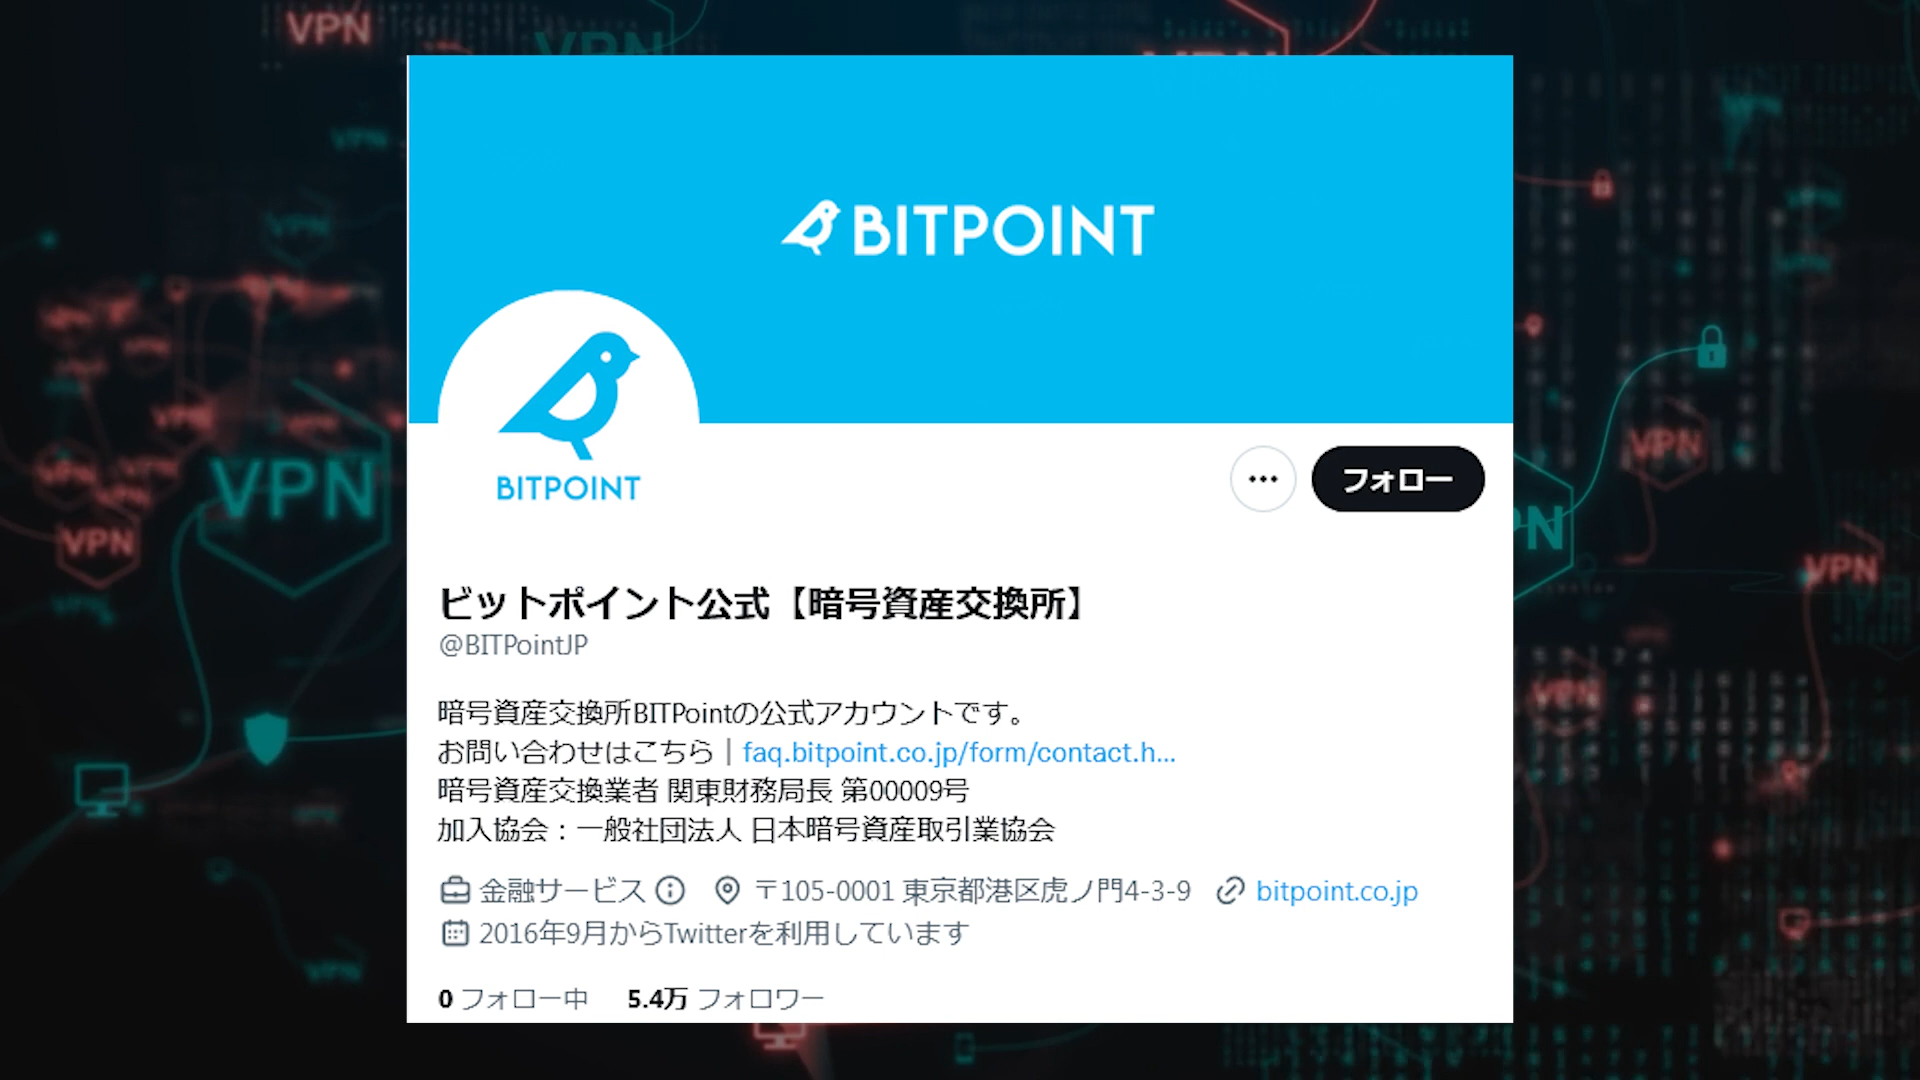 VPN
VPN
VPN
VPN
BITPOINT
VPN
VPN
BITPOINT
フォロー
VPN
VPN
VPN
ビットポイント公式【暗号資産交換所】
@BITPointJP
暗号資産交換所BITPointの公式アカウントです。
お問い合わせはこちら｜faq.bitpoint.co.jp/form/contact.h…
暗号資産交換業者 関東財務局長 第00009号
加入協会：一般社団法人 日本暗号資産取引業協会
金融サービス 〒105-0001 東京都港区虎ノ門4-3-9 bitpoint.co.jp
2016年9月からTwitterを利用しています
0 フォロー中 5.4万 フォロワー